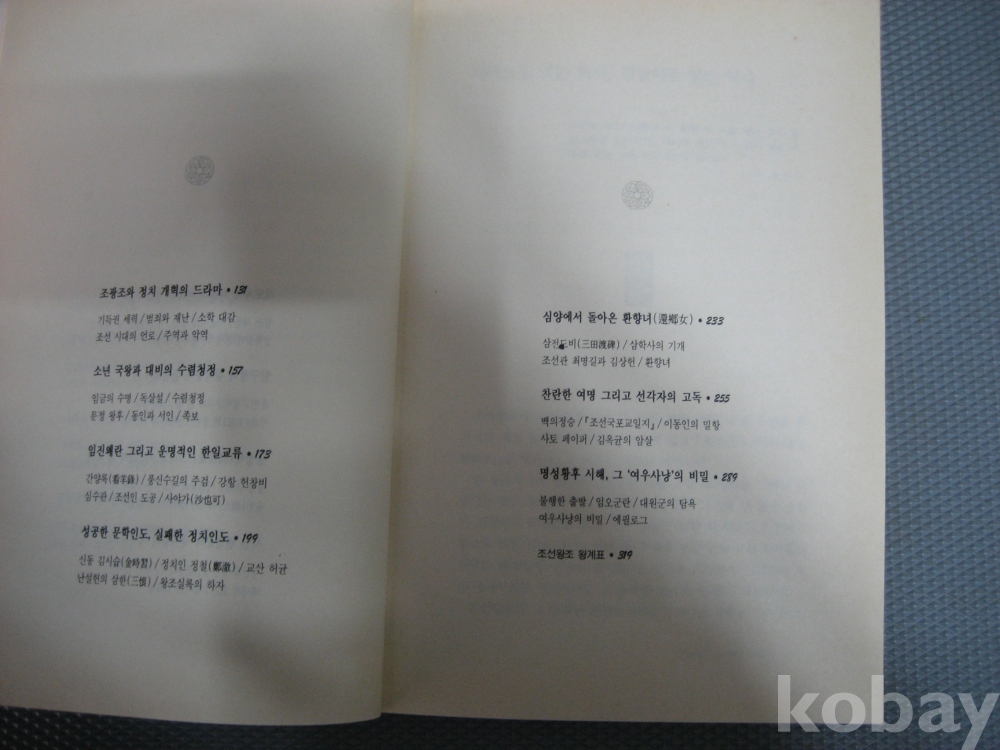 조광조와 정치 개혁의 드라마 • 131
기득권 세력 / 범죄와 재난 / 소학 대감
조선 시대의 언로 / 주역과 악역
소년 국왕과 대비의 수렴청정 • 157
임금의 수명 / 독살설 / 수렴청정
문정 왕후 / 동인과 서인 / 족보
임진왜란 그리고 운명적인 한일교류 • 173
간양록(看羊錄) / 풍신수길의 주검 / 강항 현창비
심수관 / 조선인 도공 / 사야가(沙也可)
성공한 문학인도, 실패한 정치인도 • 199
신동 김시습(金時習) / 정치인 정철(鄭澈) / 교산 허균
난설헌의 삼한(三恨) / 왕조실록의 하자
심양에서 돌아온 환향녀(還鄕女) • 233
삼전도비(三田渡碑) / 삼학사의 기개
조선관 최명길과 김상헌 / 환향녀
찬란한 여명 그리고 선각자의 고독 • 255
백의정승 / 『조선국포교일지』 / 이동인의 밀항
사토 페이퍼 / 김옥균의 암살
명성황후 시해, 그 '여우사냥'의 비밀 • 289
불행한 출발 / 임오군란 / 대원군의 탐욕
여우사냥의 비밀 / 에필로그
조선왕조 왕계표 • 319
kobay